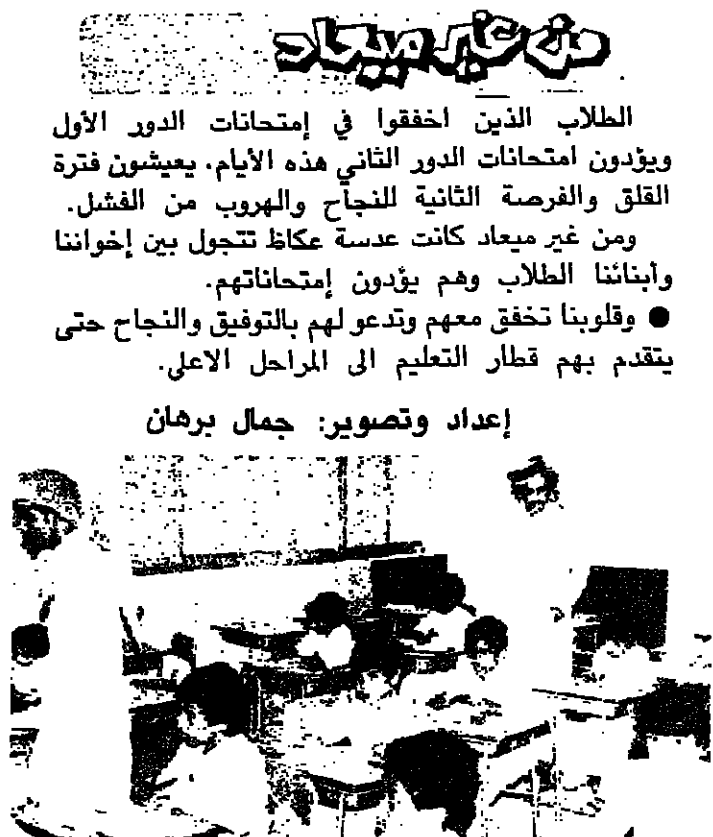 من غير ميعاد
الطلاب الذين اخفقوا في إمتحانات الدور الأول
ويؤدون امتحانات الدور الثاني هذه الأيام. يعيشون فترة
القلق والفرصة الثانية للنجاح والهروب من الفشل.
ومن غير ميعاد كانت عدسة عكاظ تتجول بين إخواننا
وأبنائنا الطلاب وهم يؤدون إمتحاناتهم.
● وقلوبنا تخفق معهم وتدعو لهم بالتوفيق والنجاح حتى
يتقدم بهم قطار التعليم الى المراحل الاعلى.
إعداد وتصوير: جمال برهان